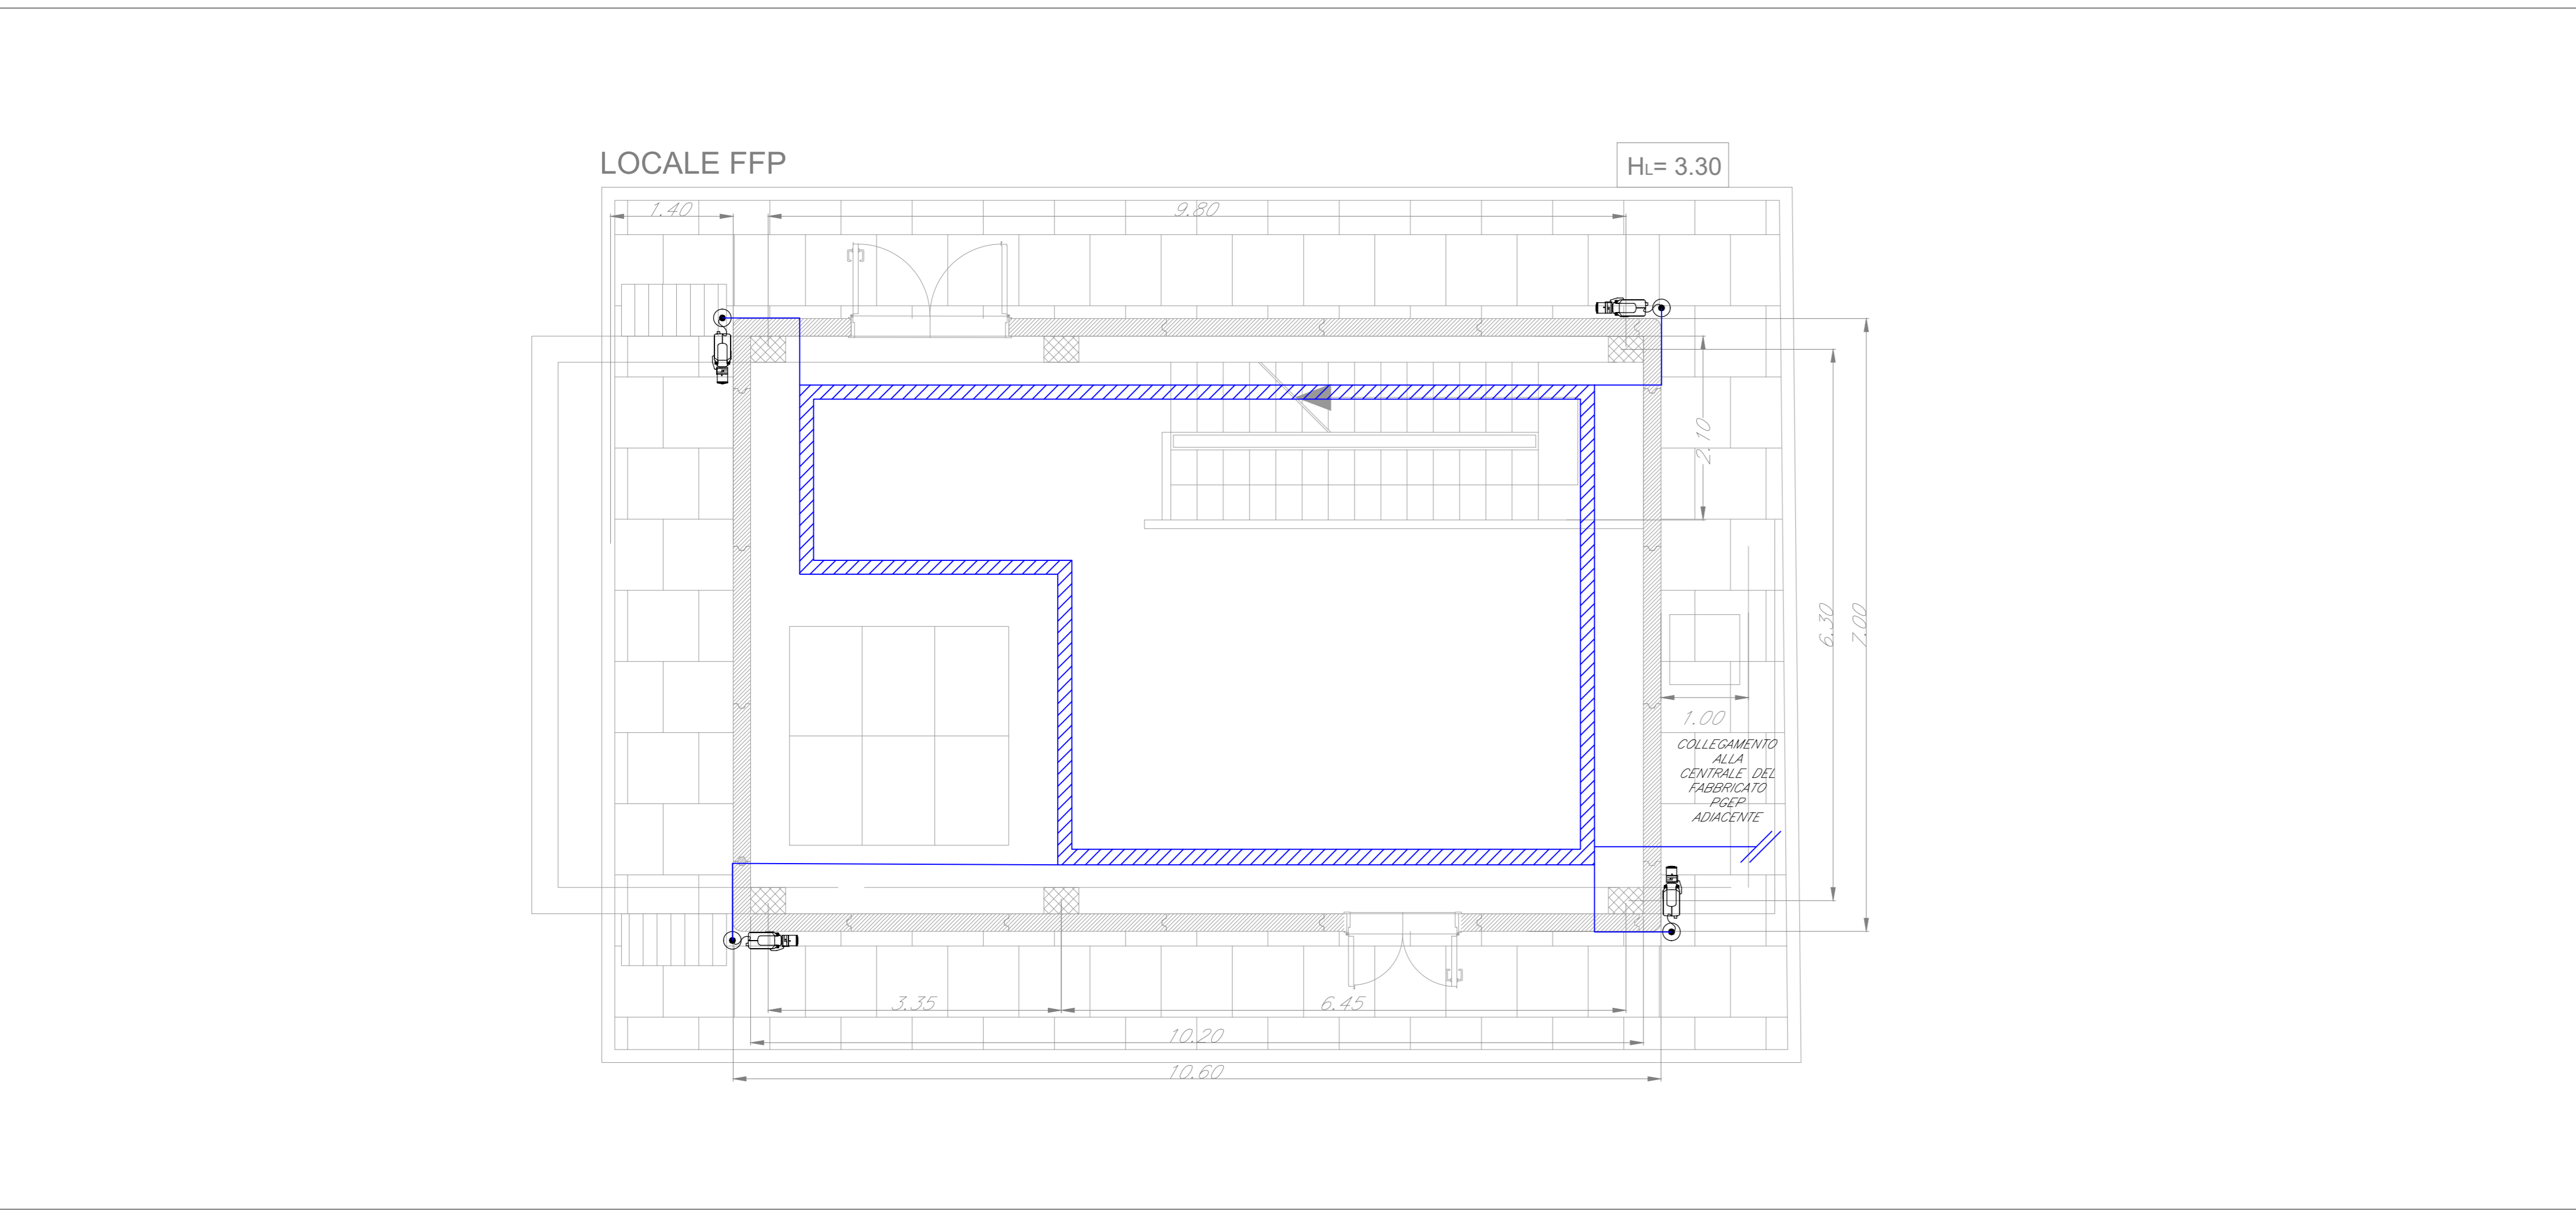 LOCALE FFP
HL= 3.30
1.40
9.80
2.10
6.30
7.00
1.00
COLLEGAMENTO
ALLA
CENTRALE DEL
FABBRICATO
PGEP
ADIACENTE
3.35
6.45
10.20
10.60